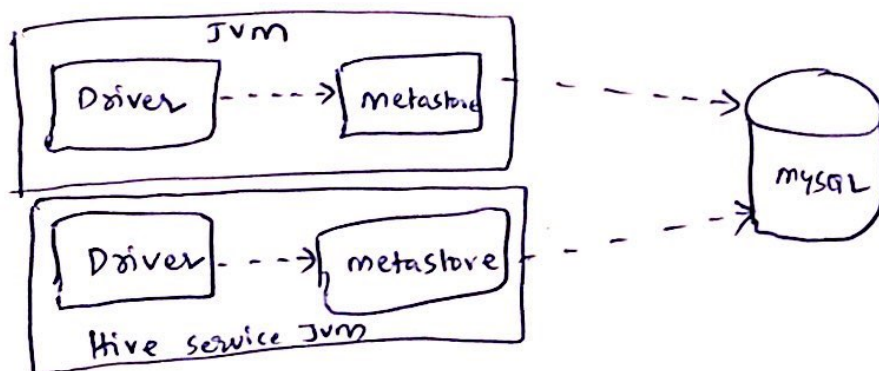 JVM
Driver
metastore
mySQL
Driver
metastore
Hive service JVM